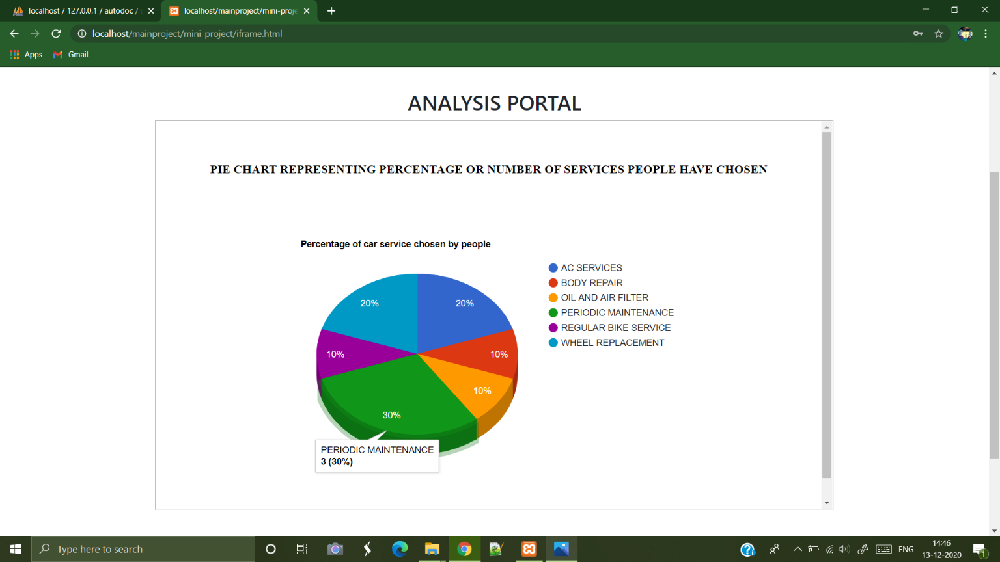 localhost / 127.0.0.1 / autodoc /
localhost/mainproject/mini-proje
localhost/mainproject/mini-project/iframe.html
Apps
Gmail
ANALYSIS PORTAL
PIE CHART REPRESENTING PERCENTAGE OR NUMBER OF SERVICES PEOPLE HAVE CHOSEN
Percentage of car service chosen by people
AC SERVICES
BODY REPAIR
OIL AND AIR FILTER
PERIODIC MAINTENANCE
REGULAR BIKE SERVICE
WHEEL REPLACEMENT
20%
20%
10%
10%
10%
30%
PERIODIC MAINTENANCE
3 (30%)
Type here to search
ENG
14:46
13-12-2020
1